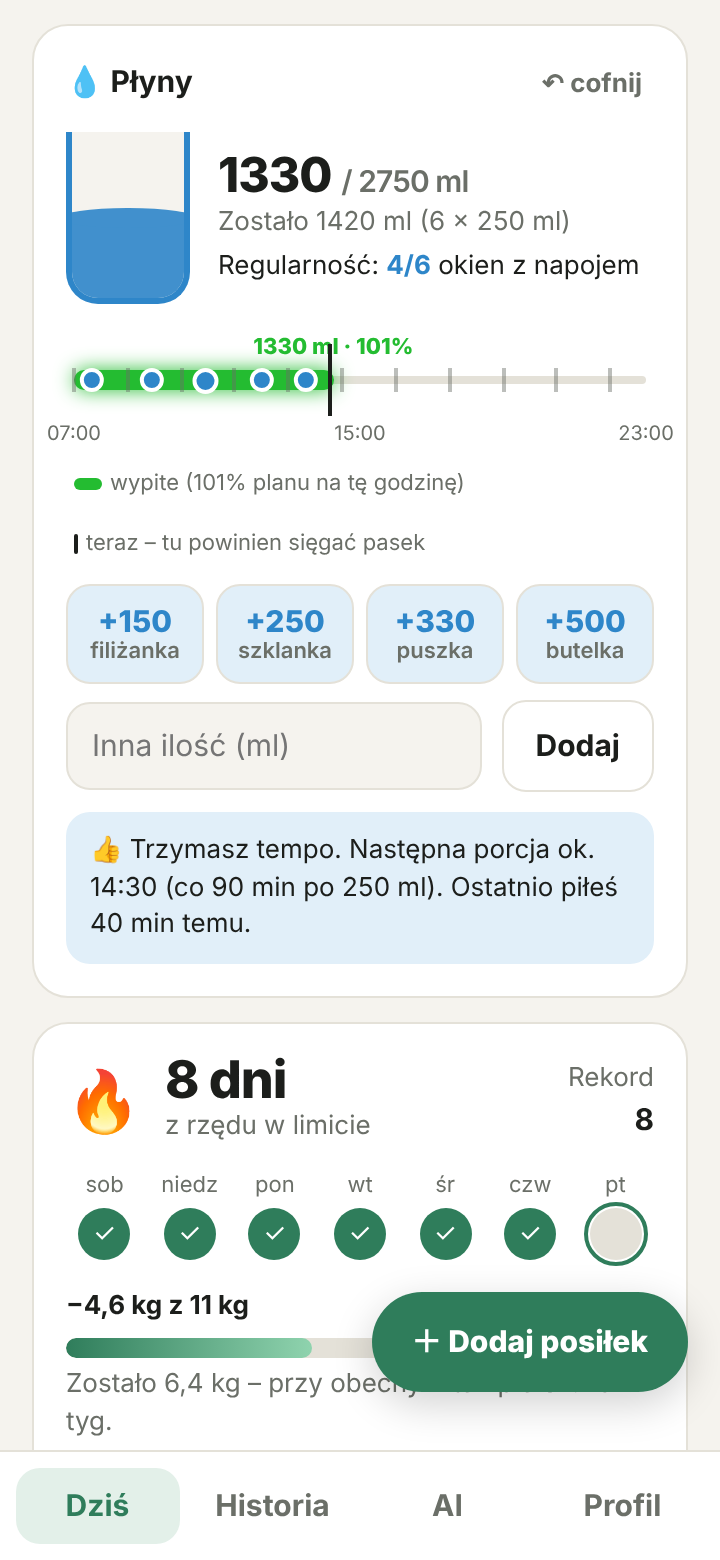 💧 Płyny
↶ cofnij
1330 / 2750 ml
Zostało 1420 ml (6 × 250 ml)
Regularność: 4/6 okien z napojem
1330 ml · 101%
07:00 15:00 23:00
wypite (101% planu na tę godzinę)
teraz – tu powinien sięgać pasek
+150 +250 +330 +500
filiżanka szklanka puszka butelka
Inna ilość (ml) Dodaj
👍 Trzymasz tempo. Następna porcja ok.
14:30 (co 90 min po 250 ml). Ostatnio piłeś
40 min temu.
🔥 8 dni
z rzędu w limicie
Rekord
8
sob niedz pon wt śr czw pt
−4,6 kg z 11 kg
+ Dodaj posiłek
Zostało 6,4 kg – przy
tyg.
Dziś Historia AI Profil